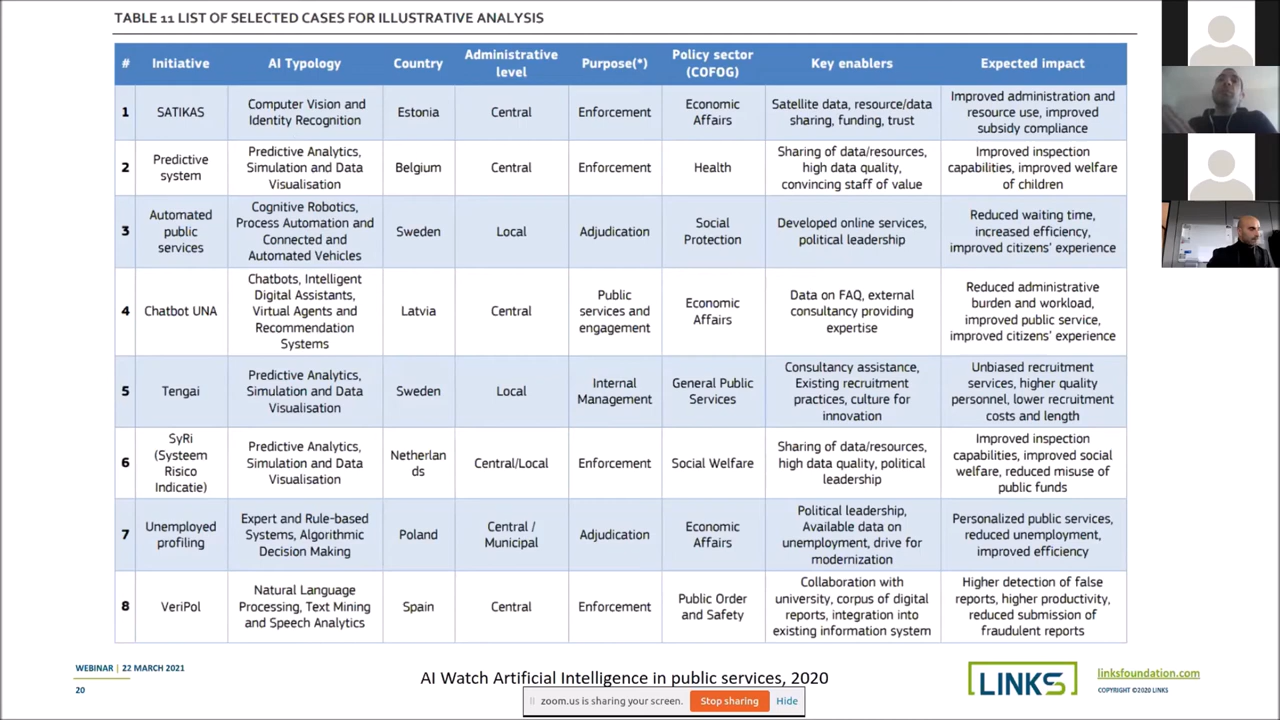 TABLE 11 LIST OF SELECTED CASES FOR ILLUSTRATIVE ANALYSIS
# Initiative AI Typology Country Administrative level Purpose(*) Policy sector (COFOG) Key enablers Expected impact
1 SATIKAS Computer Vision and Identity Recognition Estonia Central Enforcement Economic Affairs Satellite data, resource/data sharing, funding, trust Improved administration and resource use, improved subsidy compliance
2 Predictive system Predictive Analytics, Simulation and Data Visualisation Belgium Central Enforcement Health Sharing of data/resources, high data quality, convincing staff of value Improved inspection capabilities, improved welfare of children
3 Automated public services Cognitive Robotics, Process Automation and Connected and Automated Vehicles Sweden Local Adjudication Social Protection Developed online services, political leadership Reduced waiting time, increased efficiency, improved citizens' experience
4 Chatbot UNA Chatbots, Intelligent Digital Assistants, Virtual Agents and Recommendation Systems Latvia Central Public services and engagement Economic Affairs Data on FAQ, external consultancy providing expertise Reduced administrative burden and workload, improved public service, improved citizens' experience
5 Tengai Predictive Analytics, Simulation and Data Visualisation Sweden Local Internal Management General Public Services Consultancy assistance, Existing recruitment practices, culture for innovation Unbiased recruitment services, higher quality personnel, lower recruitment costs and length
6 SyRi (Systeem Risico Indicatie) Predictive Analytics, Simulation and Data Visualisation Netherlan ds Central/Local Enforcement Social Welfare Sharing of data/resources, high data quality, political leadership Improved inspection capabilities, improved social welfare, reduced misuse of public funds
7 Unemployed profiling Expert and Rule-based Systems, Algorithmic Decision Making Poland Central / Municipal Adjudication Economic Affairs Political leadership, Available data on unemployment, drive for modernization Personalized public services, reduced unemployment, improved efficiency
8 VeriPol Natural Language Processing, Text Mining and Speech Analytics Spain Central Enforcement Public Order and Safety Collaboration with university, corpus of digital reports, integration into existing information system Higher detection of false reports, higher productivity, reduced submission of fraudulent reports
WEBINAR | 22 MARCH 2021
20
AI Watch Artificial Intelligence in public services, 2020
zoom.us is sharing your screen. Stop sharing Hide
LINKS
linksfoundation.com
COPYRIGHT ©2020 LINKS